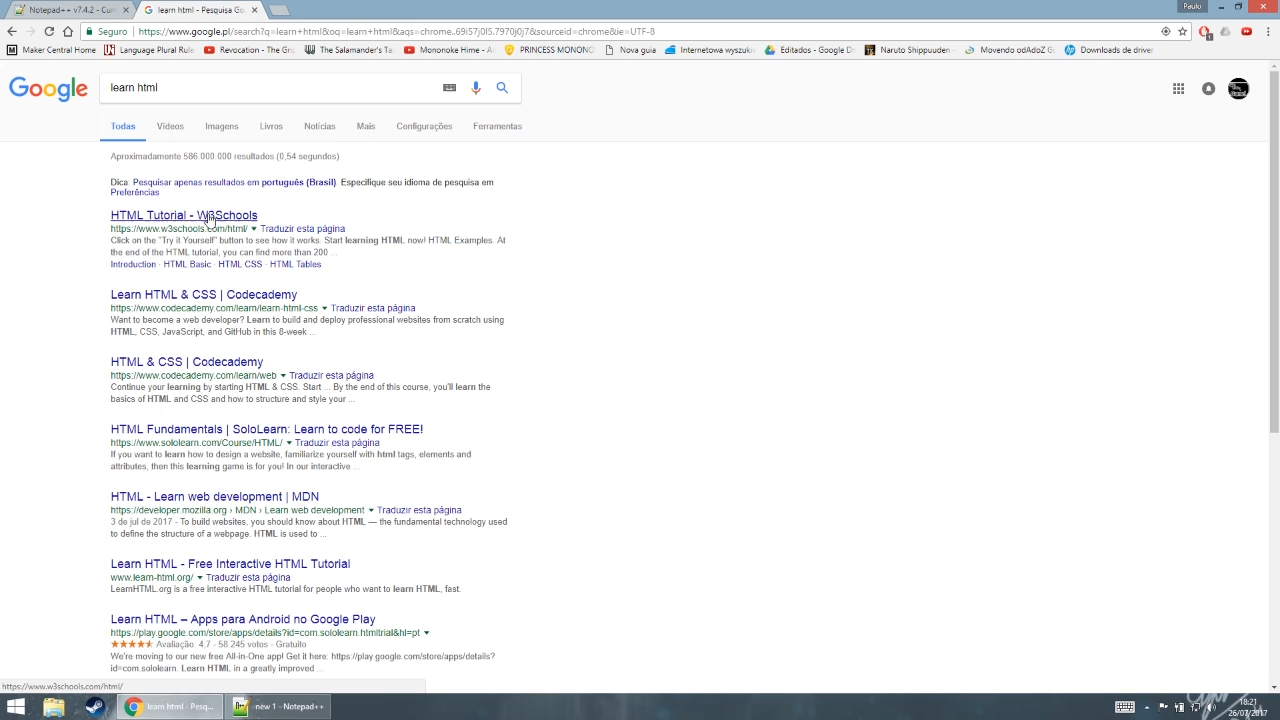 Notepad++ v7.4.2 - Cur
learn html - Pesquisa Go
Paulo
Seguro
https://www.google.pl/search?q=learn+html&oq=learn+html&aqs=chrome..69i57j0l5.7970j0j7&sourceid=chrome&ie=UTF-8
Maker Central Home
Language Plural Rule
Revocation - The Gr
The Salamander's Ta
Mononoke Hime -
PRINCESS MONONO
Nova guia
Internetowa wyszuk
Editados - Google D
Naruto Shippuuden -
Movendo odAdoZ G
Downloads de driver
Google
learn html
Todas
Vídeos
Imagens
Livros
Notícias
Mais
Configurações
Ferramentas
Aproximadamente 586.000.000 resultados (0,54 segundos)
Dica: Pesquisar apenas resultados em português (Brasil). Especifique seu idioma de pesquisa em
Preferências
HTML Tutorial - W3Schools
https://www.w3schools.com/html/ Traduzir esta página
Click on the "Try it Yourself" button to see how it works. Start learning HTML now! HTML Examples. At
the end of the HTML tutorial, you can find more than 200 ...
Introduction · HTML Basic · HTML CSS · HTML Tables
Learn HTML & CSS | Codecademy
https://www.codecademy.com/learn/learn-html-css Traduzir esta página
Want to become a web developer? Learn to build and deploy professional websites from scratch using
HTML, CSS, JavaScript, and GitHub in this 8-week ...
HTML & CSS | Codecademy
https://www.codecademy.com/learn/web Traduzir esta página
Continue your learning by starting HTML & CSS. Start ... By the end of this course, you'll learn the
basics of HTML and CSS and how to structure and style your ...
HTML Fundamentals | SoloLearn: Learn to code for FREE!
https://www.sololearn.com/Course/HTML/ Traduzir esta página
If you want to learn how to design a website, familiarize yourself with html tags, elements and
attributes, then this learning game is for you! In our interactive ...
HTML - Learn web development | MDN
https://developer.mozilla.org › MDN › Learn web development Traduzir esta página
3 de jul de 2017 - To build websites, you should know about HTML — the fundamental technology used
to define the structure of a webpage. HTML is used to ...
Learn HTML - Free Interactive HTML Tutorial
www.learn-html.org/ Traduzir esta página
LearnHTML.org is a free interactive HTML tutorial for people who want to learn HTML, fast.
Learn HTML – Apps para Android no Google Play
https://play.google.com/store/apps/details?id=com.sololearn.htmltrial&hl=pt
Avaliação: 4,7 - 58.245 votos - Gratuito
We're moving to our new free All-in-One app! Get it here: https://play.google.com/store/apps/details?
id=com.sololearn. Learn HTML in a greatly improved ...
https://www.w3schools.com/html/
learn html - Pesq...
new 1 - Notepad++
18:21
26/07/2017